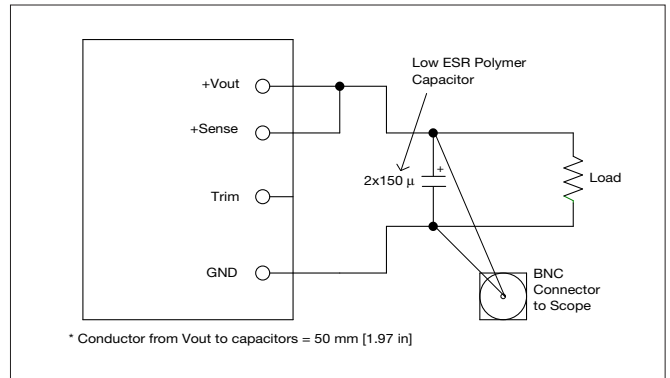 Low ESR Polymer
Capacitor
+Vout
+Sense
+
2x150 µ
Load
Trim
GND
BNC
Connector
to Scope
* Conductor from Vout to capacitors = 50 mm [1.97 in]